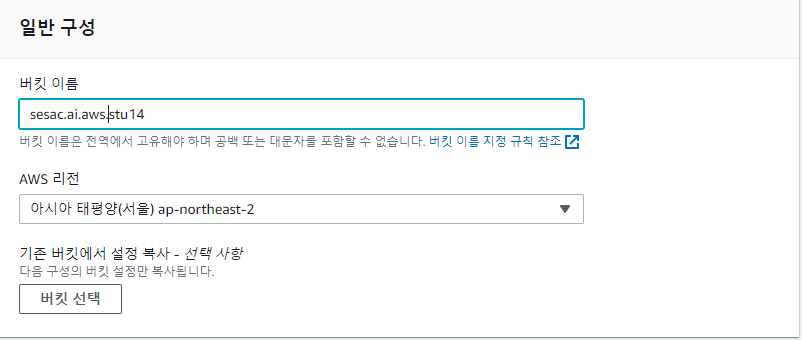 일반 구성
버킷 이름
sesac.ai.aws.stu14
버킷 이름은 전역에서 고유해야 하며 공백 또는 대문자를 포함할 수 없습니다. 버킷 이름 지정 규칙 참조
AWS 리전
아시아 태평양(서울) ap-northeast-2
기존 버킷에서 설정 복사 - 선택 사항
다음 구성의 버킷 설정만 복사됩니다.
버킷 선택